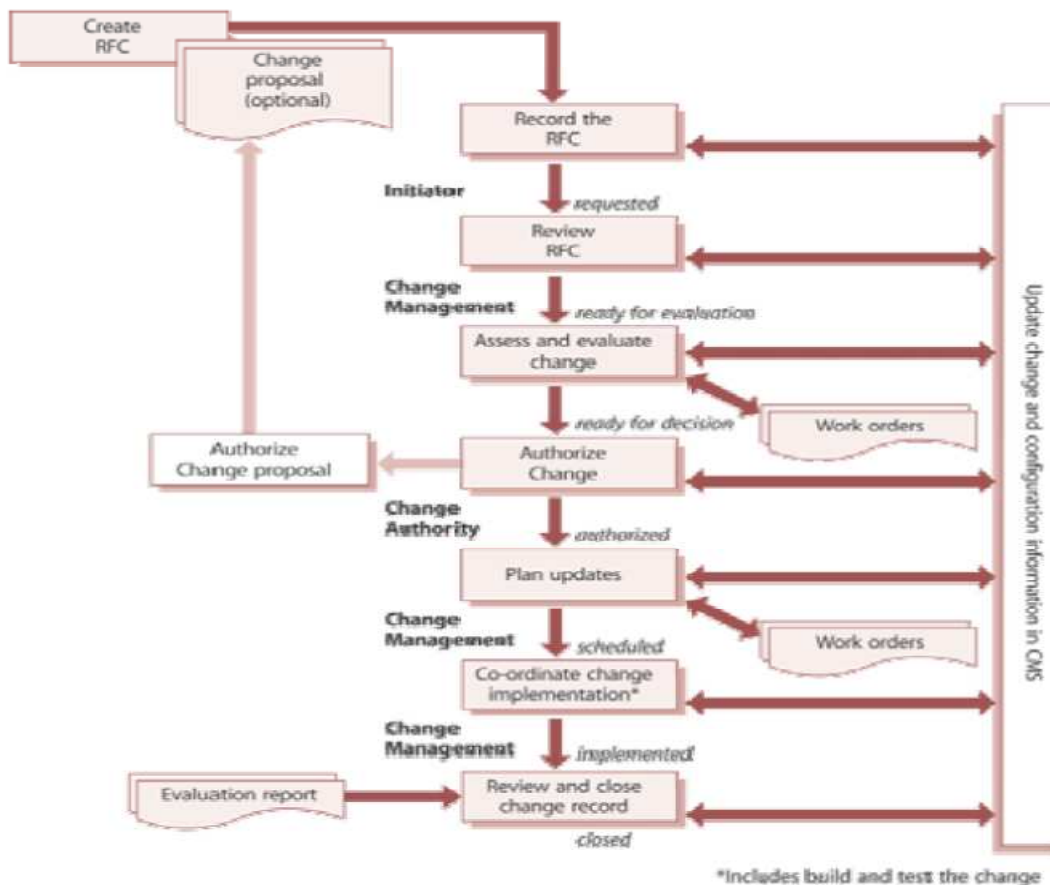 Create
RFC
Change
proposal
(optional)
Record the
RFC
Initiator
requested
Review
RFC
Change
Management
ready for evaluation
Assess and evaluate
change
Work orders
ready for decision
Authorize
Change proposal
Authorize
Change
Change
Authority
authorized
Plan updates
Work orders
Change
Management
scheduled
Co-ordinate change
implementation*
Change
Management
implemented
Evaluation report
Review and close
change record
closed
Update change and configuration information in CMS
*Includes build and test the change